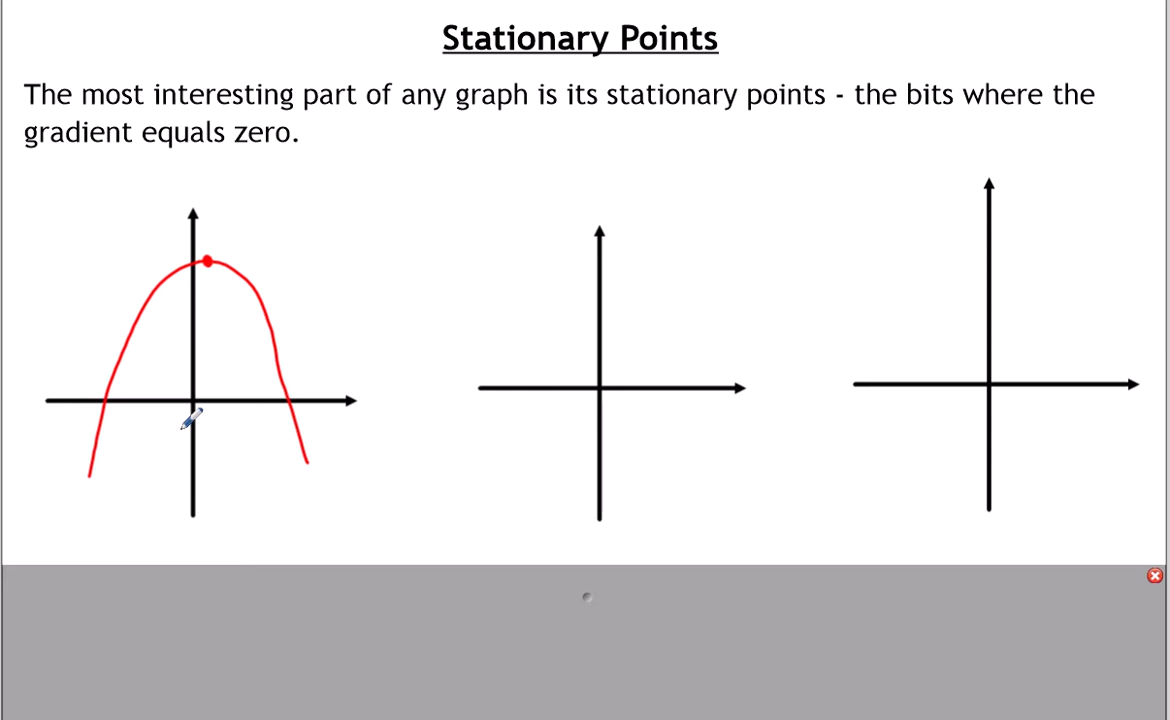 Stationary Points
The most interesting part of any graph is its stationary points - the bits where the
gradient equals zero.